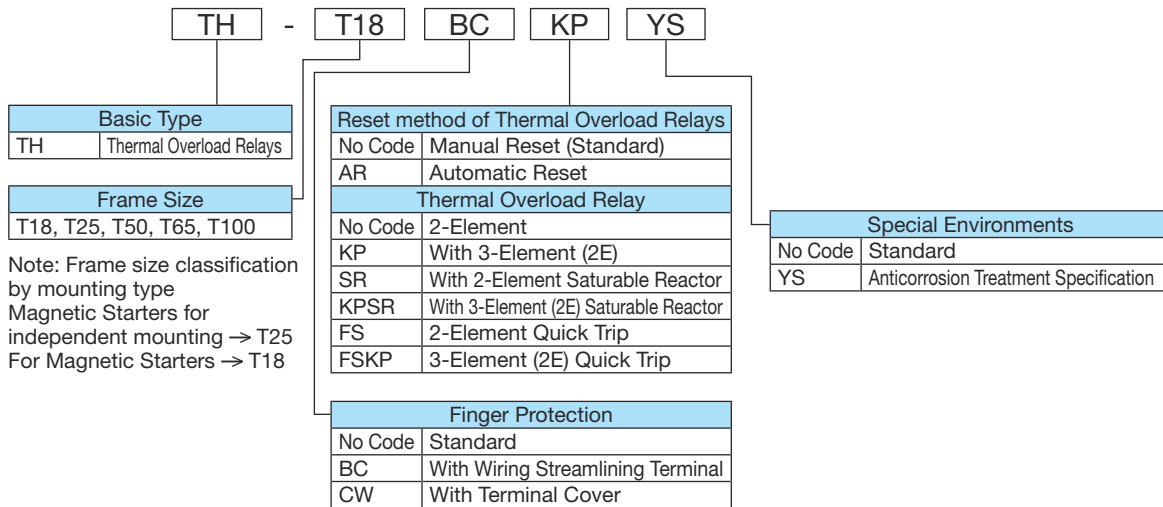 TH - T18 BC KP YS
Basic Type
TH Thermal Overload Relays
Frame Size
T18, T25, T50, T65, T100
Note: Frame size classification
by mounting type
Magnetic Starters for
independent mounting → T25
For Magnetic Starters → T18
Reset method of Thermal Overload Relays
No Code Manual Reset (Standard)
AR Automatic Reset
Thermal Overload Relay
No Code 2-Element
KP With 3-Element (2E)
SR With 2-Element Saturable Reactor
KPSR With 3-Element (2E) Saturable Reactor
FS 2-Element Quick Trip
FSKP 3-Element (2E) Quick Trip
Finger Protection
No Code Standard
BC With Wiring Streamlining Terminal
CW With Terminal Cover
Special Environments
No Code Standard
YS Anticorrosion Treatment Specification